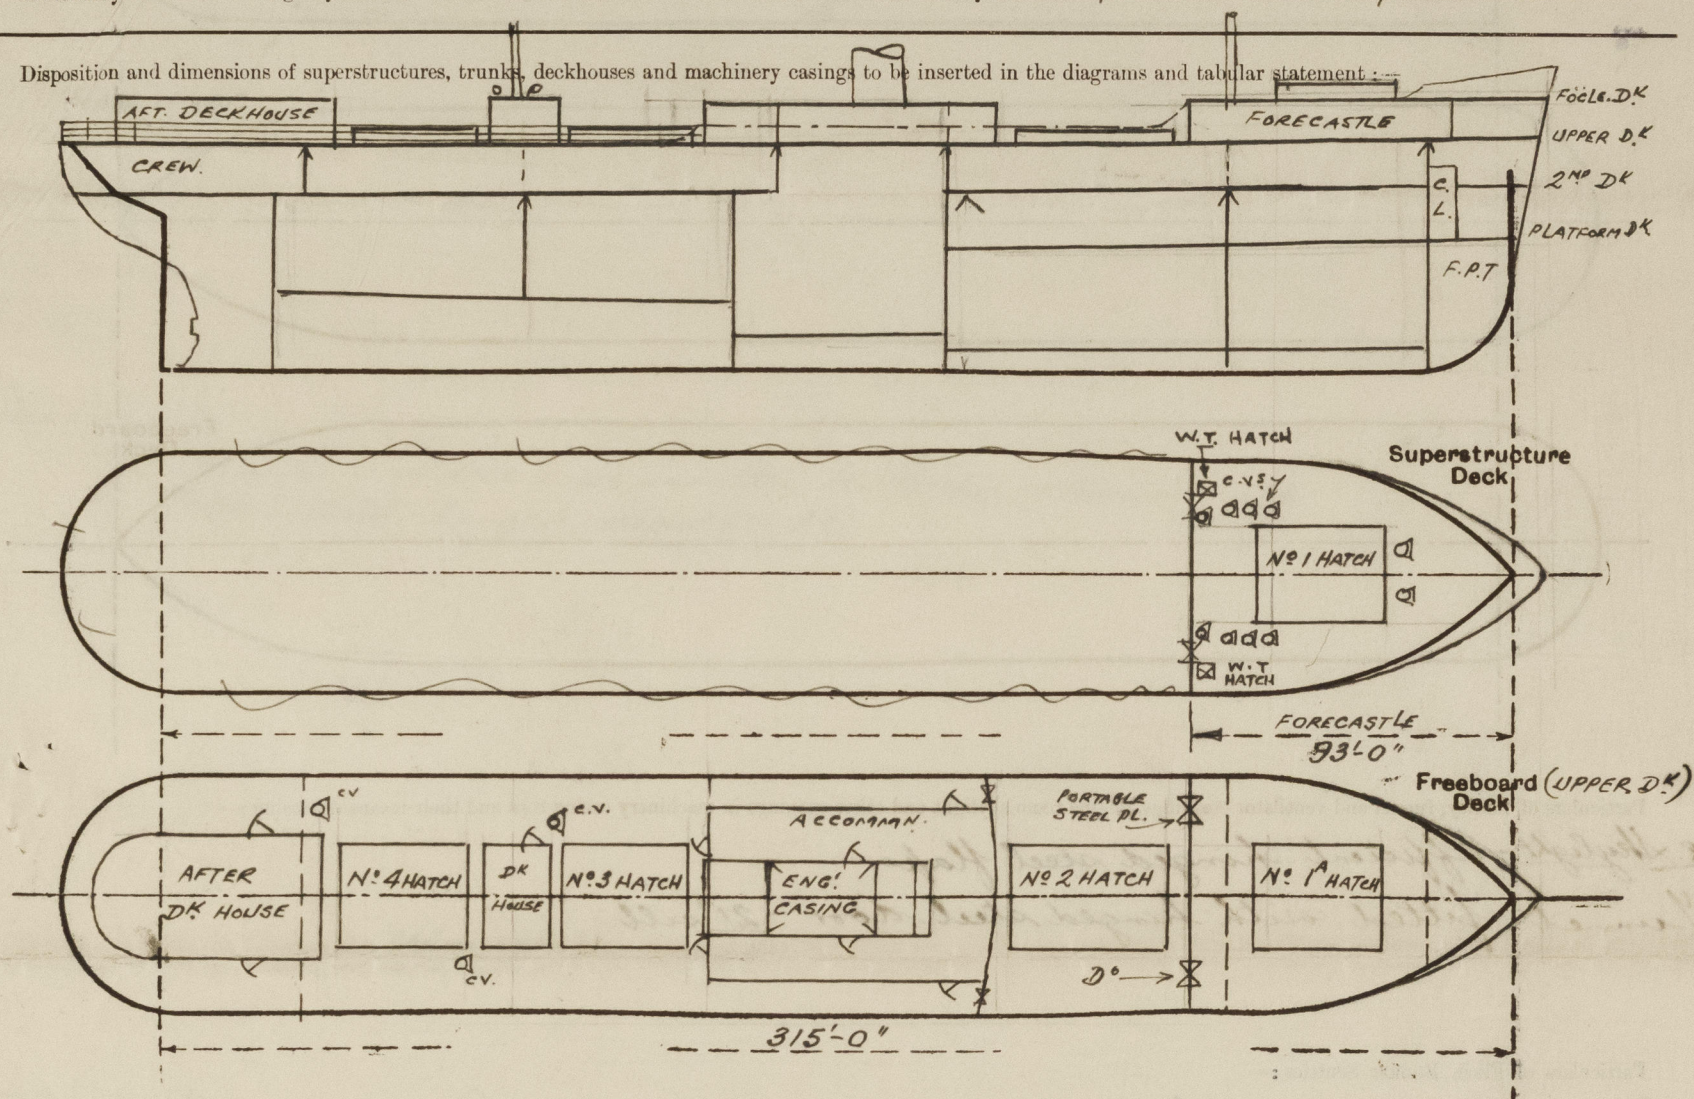 Disposition and dimensions of superstructures, trunks, deckhouses and machinery casings to be inserted in the diagrams and tabular statement :—
AFT. DECKHOUSE
FORECASTLE
FOCLE. DK
UPPER DK
CREW.
2ND DK
C.
L.
PLATFORM DK
F.P.T
W.T. HATCH
Superstructure
Deck
C.VS
No 1 HATCH
W.T
HATCH
FORECASTLE
93'-0"
Freeboard (UPPER DK)
Deck
CV
C.V.
ACCOMMN.
PORTABLE
STEEL PL.
AFTER
DK HOUSE
No 4 HATCH
DK
HOUSE
No 3 HATCH
ENG!
CASING
No 2 HATCH
No 1A HATCH
CV.
Do
315'-0"